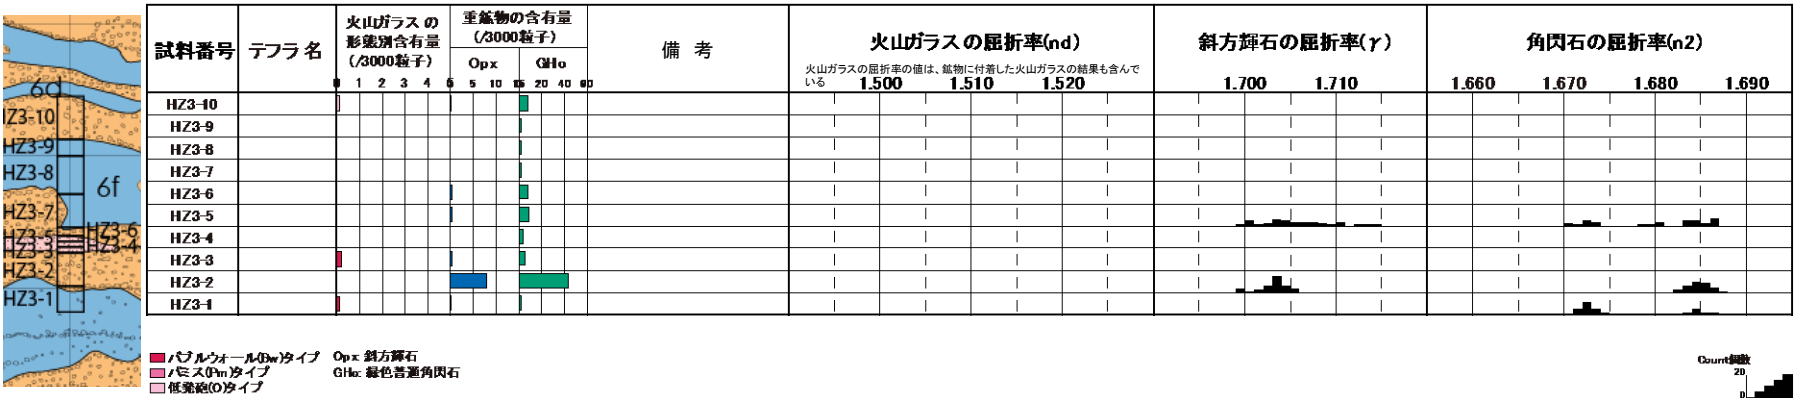 6d
HZ3-10
HZ3-9
HZ3-8
6f
HZ3-7
HZ3-6
HZ3-5
HZ3-4
HZ3-3
HZ3-2
HZ3-1
試料番号
テフラ名
火山ガラスの
形態別含有量
(/3000粒子)
0 1 2 3 4 5
重鉱物の含有量
(/3000粒子)
Opx GHo
5 10 15
20 40 60
備考
火山ガラスの屈折率(nd)
火山ガラスの屈折率の値は、鉱物に付着した火山ガラスの結果も含んで
いる
1.500 1.510 1.520
斜方輝石の屈折率(γ)
1.700 1.710
角閃石の屈折率(n2)
1.660 1.670 1.680 1.690
HZ3-10
HZ3-9
HZ3-8
HZ3-7
HZ3-6
HZ3-5
HZ3-4
HZ3-3
HZ3-2
HZ3-1
バブルウォール(Bw)タイプ Opx: 斜方輝石
パミス(Pm)タイプ GHo: 緑色普通角閃石
低発砲(O)タイプ
Count個数
20
0